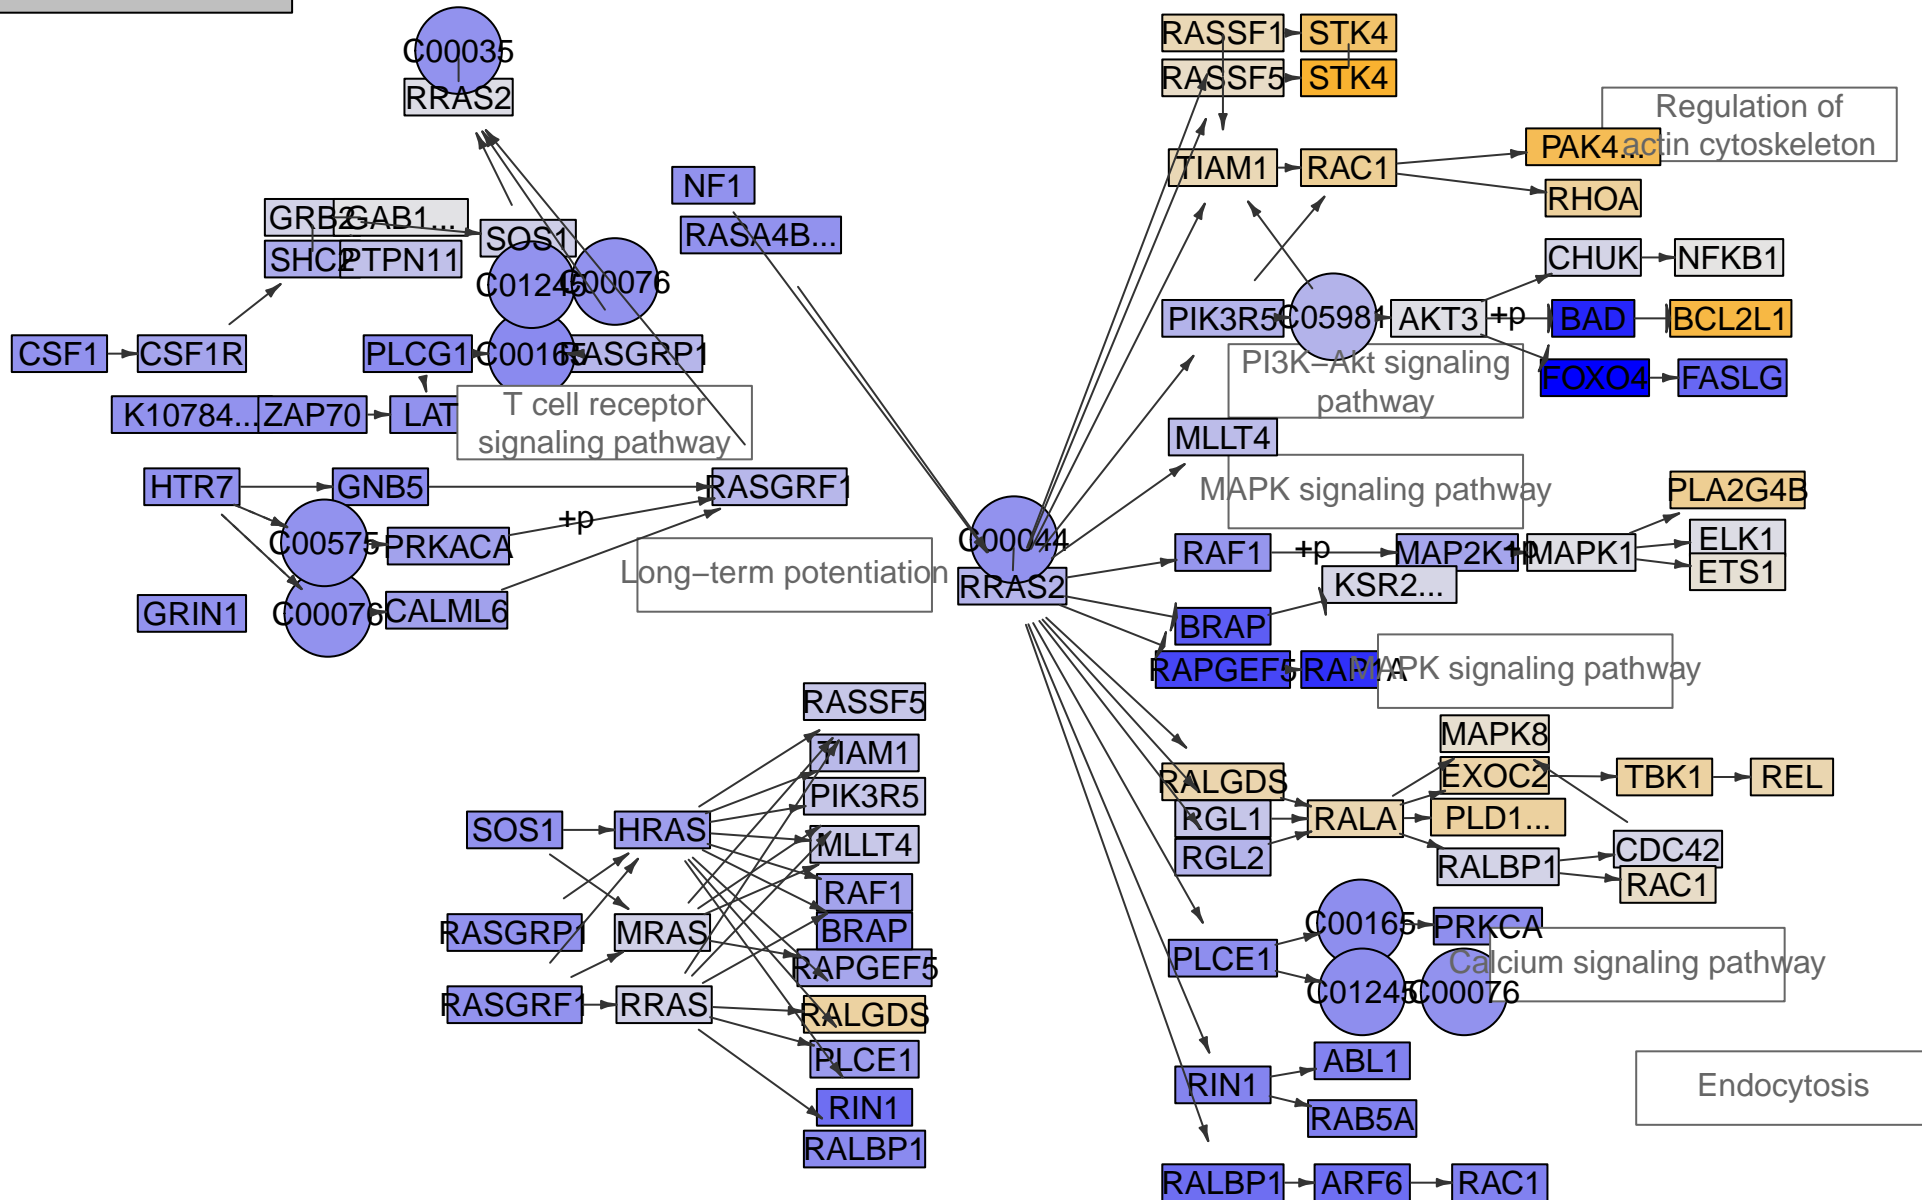 C00035
RRAS2
NF1
RASA4B...
GRB2
GAB1...
SHC2
PTPN11
SOS1
C01245
C00076
CSF1
CSF1R
PLCG1
C00165
RASGRP1
K10784...
ZAP70
LAT
T cell receptor
signaling pathway
HTR7
GNB5
RASGRF1
C00575
PRKACA
+p
GRIN1
C00076
CALML6
Long–term potentiation
C00044
RRAS2
RASSF1
STK4
RASSF5
STK4
Regulation of
actin cytoskeleton
PAK4...
TIAM1
RAC1
RHOA
CHUK
NFKB1
PIK3R5
C05981
AKT3
+p
BAD
BCL2L1
PI3K–Akt signaling
pathway
FOXO4
FASLG
MLLT4
MAPK signaling pathway
PLA2G4B
RAF1
+p
MAP2K1
+p
MAPK1
ELK1
ETS1
KSR2...
BRAP
RAPGEF5
RAP1A
MAPK signaling pathway
MAPK8
RALGDS
EXOC2
TBK1
REL
RGL1
RALA
PLD1...
RGL2
RALBP1
CDC42
RAC1
C00165
PRKCA
PLCE1
Calcium signaling pathway
C01245
C00076
RIN1
ABL1
RAB5A
Endocytosis
RALBP1
ARF6
RAC1
RASSF5
TIAM1
PIK3R5
SOS1
HRAS
MLLT4
RAF1
RASGRP1
MRAS
BRAP
RAPGEF5
RASGRF1
RRAS
RALGDS
PLCE1
RIN1
RALBP1